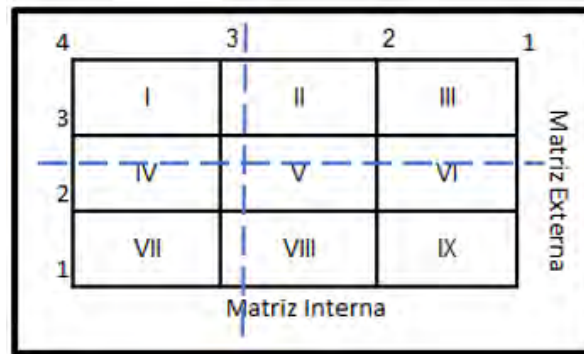 4 3 2 1
I II III
3
IV V VI
2
VII VIII IX
1
Matriz Externa
Matriz Interna